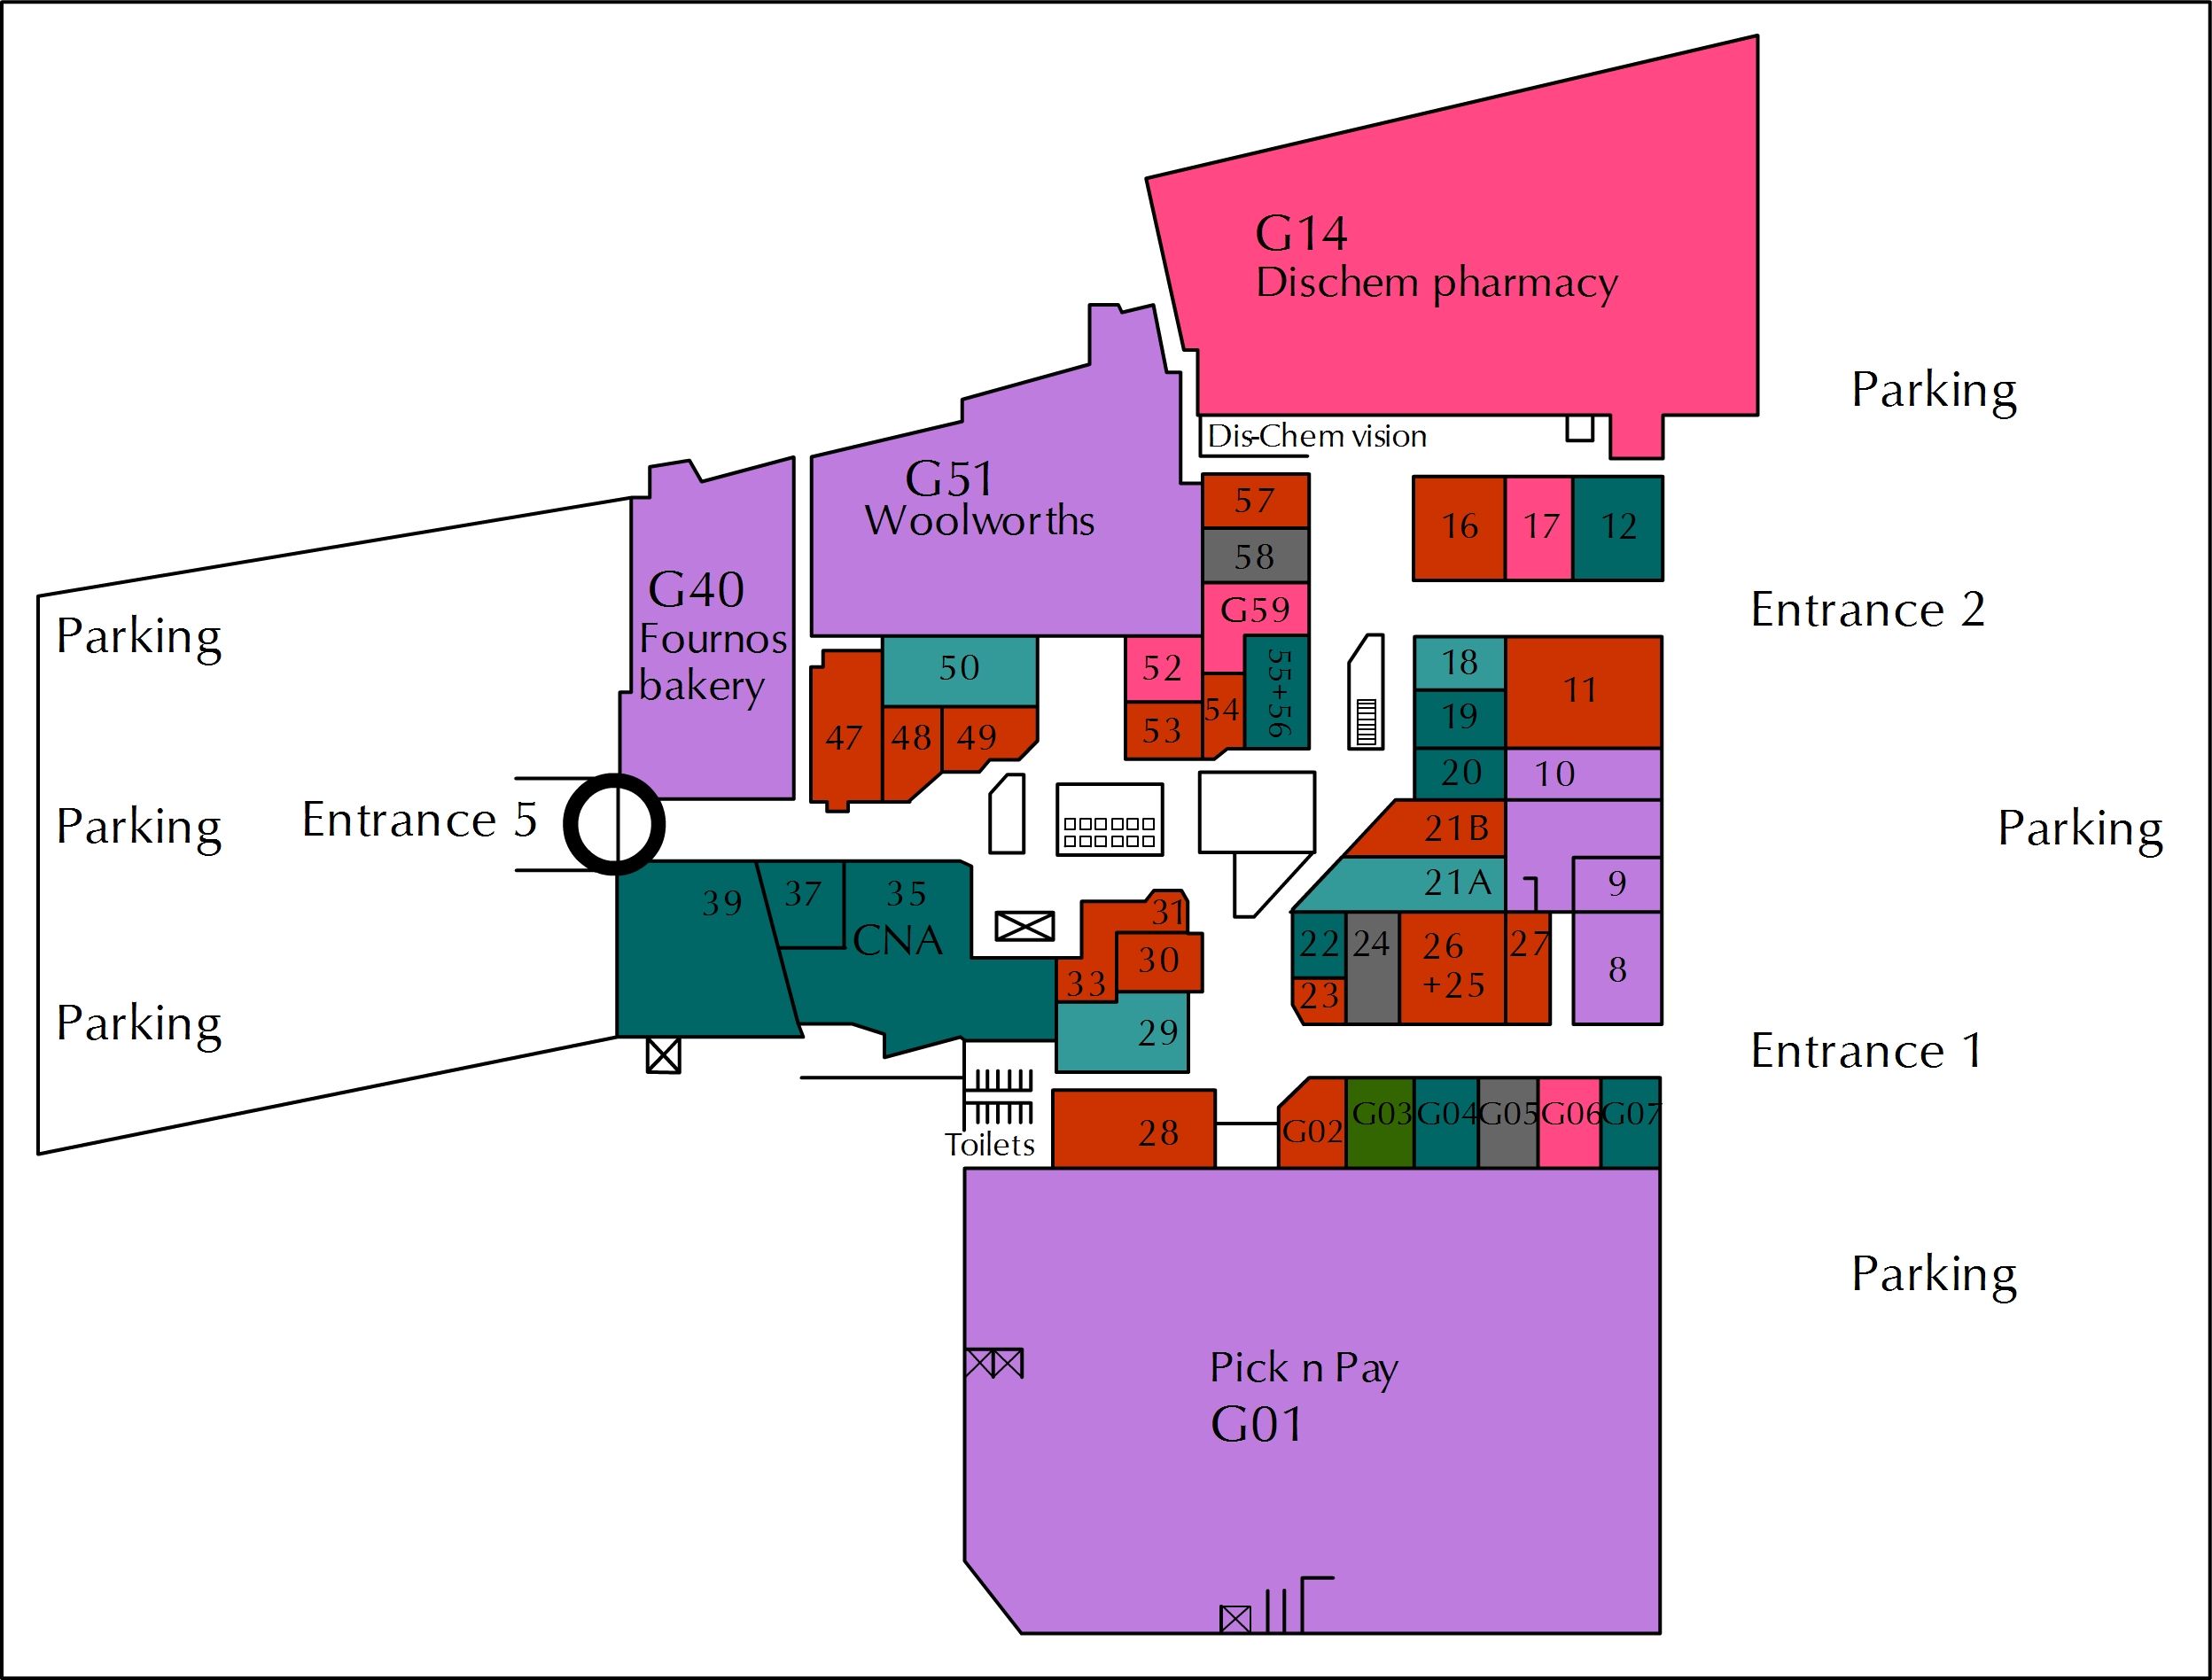 G14
Dischem pharmacy
Parking
Dis-Chem vision
G51
Woolworths
57
58
G59
16
17
12
Entrance 2
G40
Fournos
bakery
Parking
50
52
53
54
55+56
47
48
49
18
19
20
11
10
Parking
Entrance 5
Parking
21B
21A
9
8
39
37
35
CNA
31
30
33
29
22
23
24
26
+25
27
Parking
Entrance 1
Toilets
28
G02
G03
G04
G05
G06
G07
Parking
Pick n Pay
G01